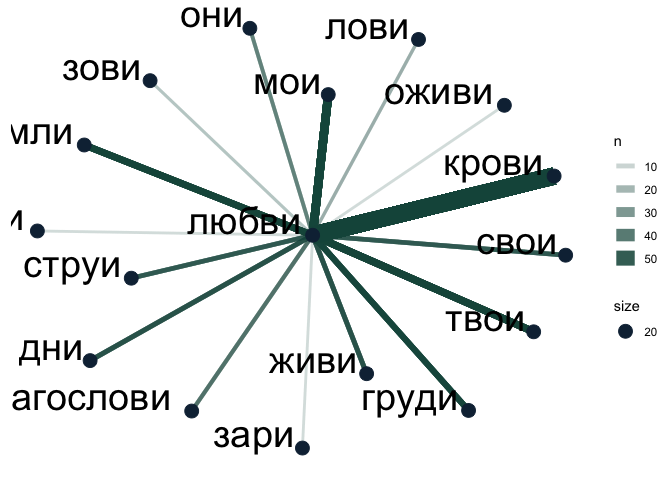 они
лови
зови
мои
оживи
мли
крови
и
любви
свои
струи
твои
дни
живи
груди
агослови
зари
n
10
20
30
40
50
size
20